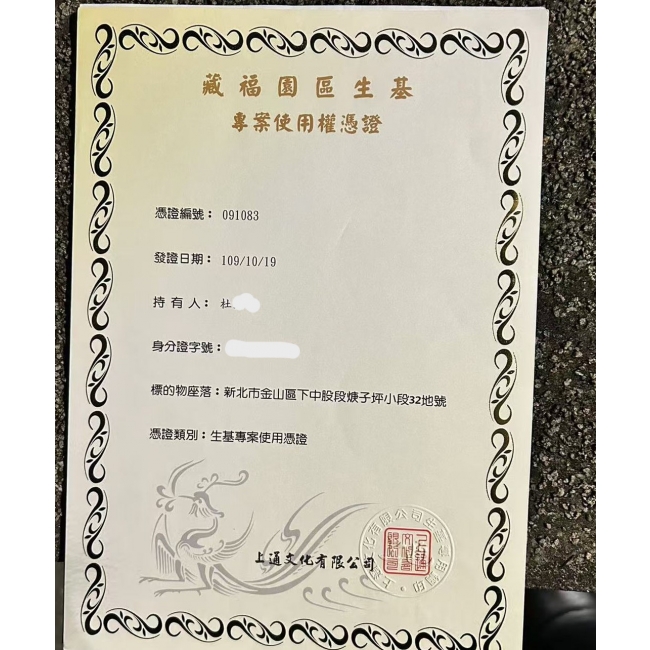 藏福園區生基
專案使用權憑證
憑證編號： 091083
發證日期： 109/10/19
持有人： 杜
身分證字號：
標的物座落：新北市金山區下中股段焿子坪小段32地號
憑證類別：生基專案使用憑證
上通文化有限公司